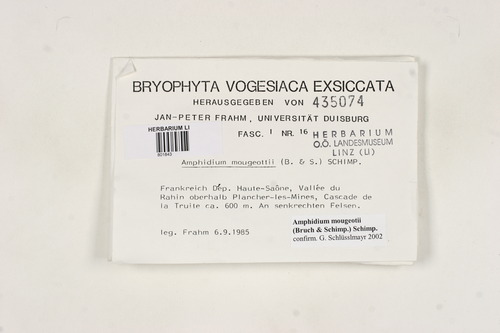 BRYOPHYTA VOGESIACA EXSICCATA
HERAUSGEGEBEN VON 435074
JAN-PETER FRAHM, UNIVERSITÄT DUISBURG
HERBARIUM LI
FASC. I NR. 16
HERBARIUM
O.Ö. LANDESMUSEUM
LINZ (LI)
Amphidium mougeotii (B. & S.) SCHIMP.
Frankreich Dép. Haute-Saône, Vallée du
Rahin oberhalb Plancher-les-Mines, Cascade de
la Truite ca. 600 m. An senkrechten Felsen.
Amphidium mougeotii
(Bruch & Schimp.) Schimp.
confirm. G. Schlüsslmayr 2002
leg. Frahm 6.9.1985